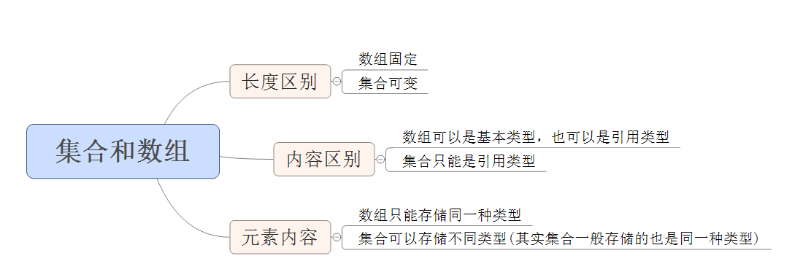 集合和数组
长度区别
数组固定
集合可变
内容区别
数组可以是基本类型，也可以是引用类型
集合只能是引用类型
元素内容
数组只能存储同一种类型
集合可以存储不同类型(其实集合一般存储的也是同一种类型)